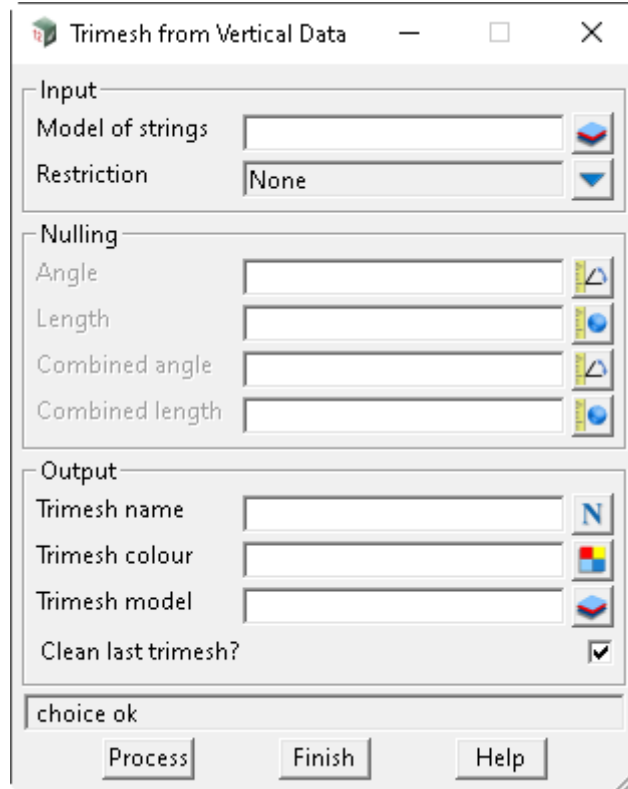 Trimesh from Vertical Data
Input
Model of strings
Restriction None
Nulling
Angle
Length
Combined angle
Combined length
Output
Trimesh name N
Trimesh colour
Trimesh model
Clean last trimesh?
choice ok
Process Finish Help